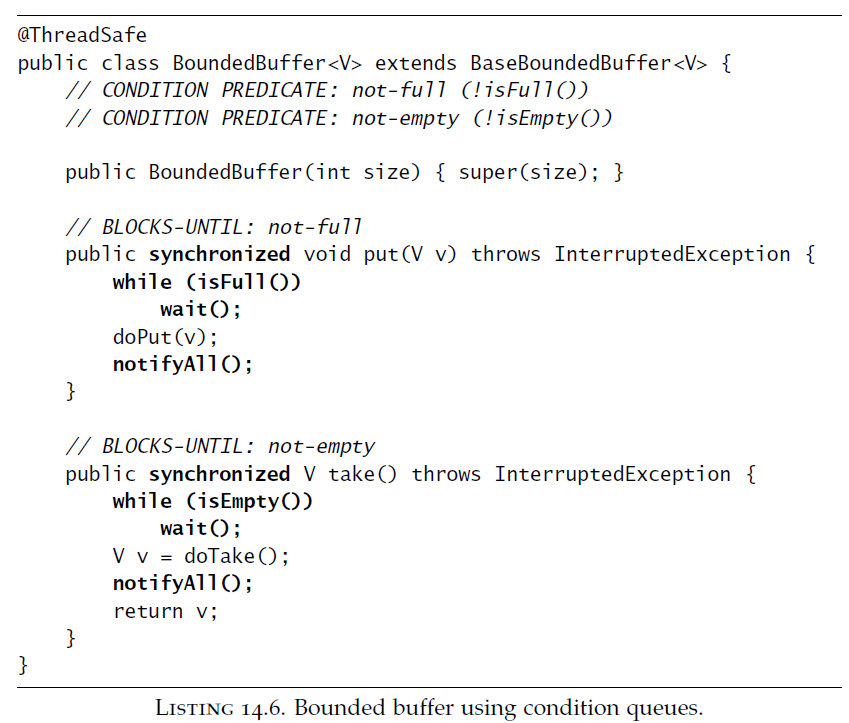 @ThreadSafe
public class BoundedBuffer<V> extends BaseBoundedBuffer<V> {
    // CONDITION PREDICATE: not-full (!isFull())
    // CONDITION PREDICATE: not-empty (!isEmpty())
    public BoundedBuffer(int size) { super(size); }
    // BLOCKS-UNTIL: not-full
    public synchronized void put(V v) throws InterruptedException {
        while (isFull())
            wait();
        doPut(v);
        notifyAll();
    }
    // BLOCKS-UNTIL: not-empty
    public synchronized V take() throws InterruptedException {
        while (isEmpty())
            wait();
        V v = doTake();
        notifyAll();
        return v;
    }
}
LISTING 14.6. Bounded buffer using condition queues.